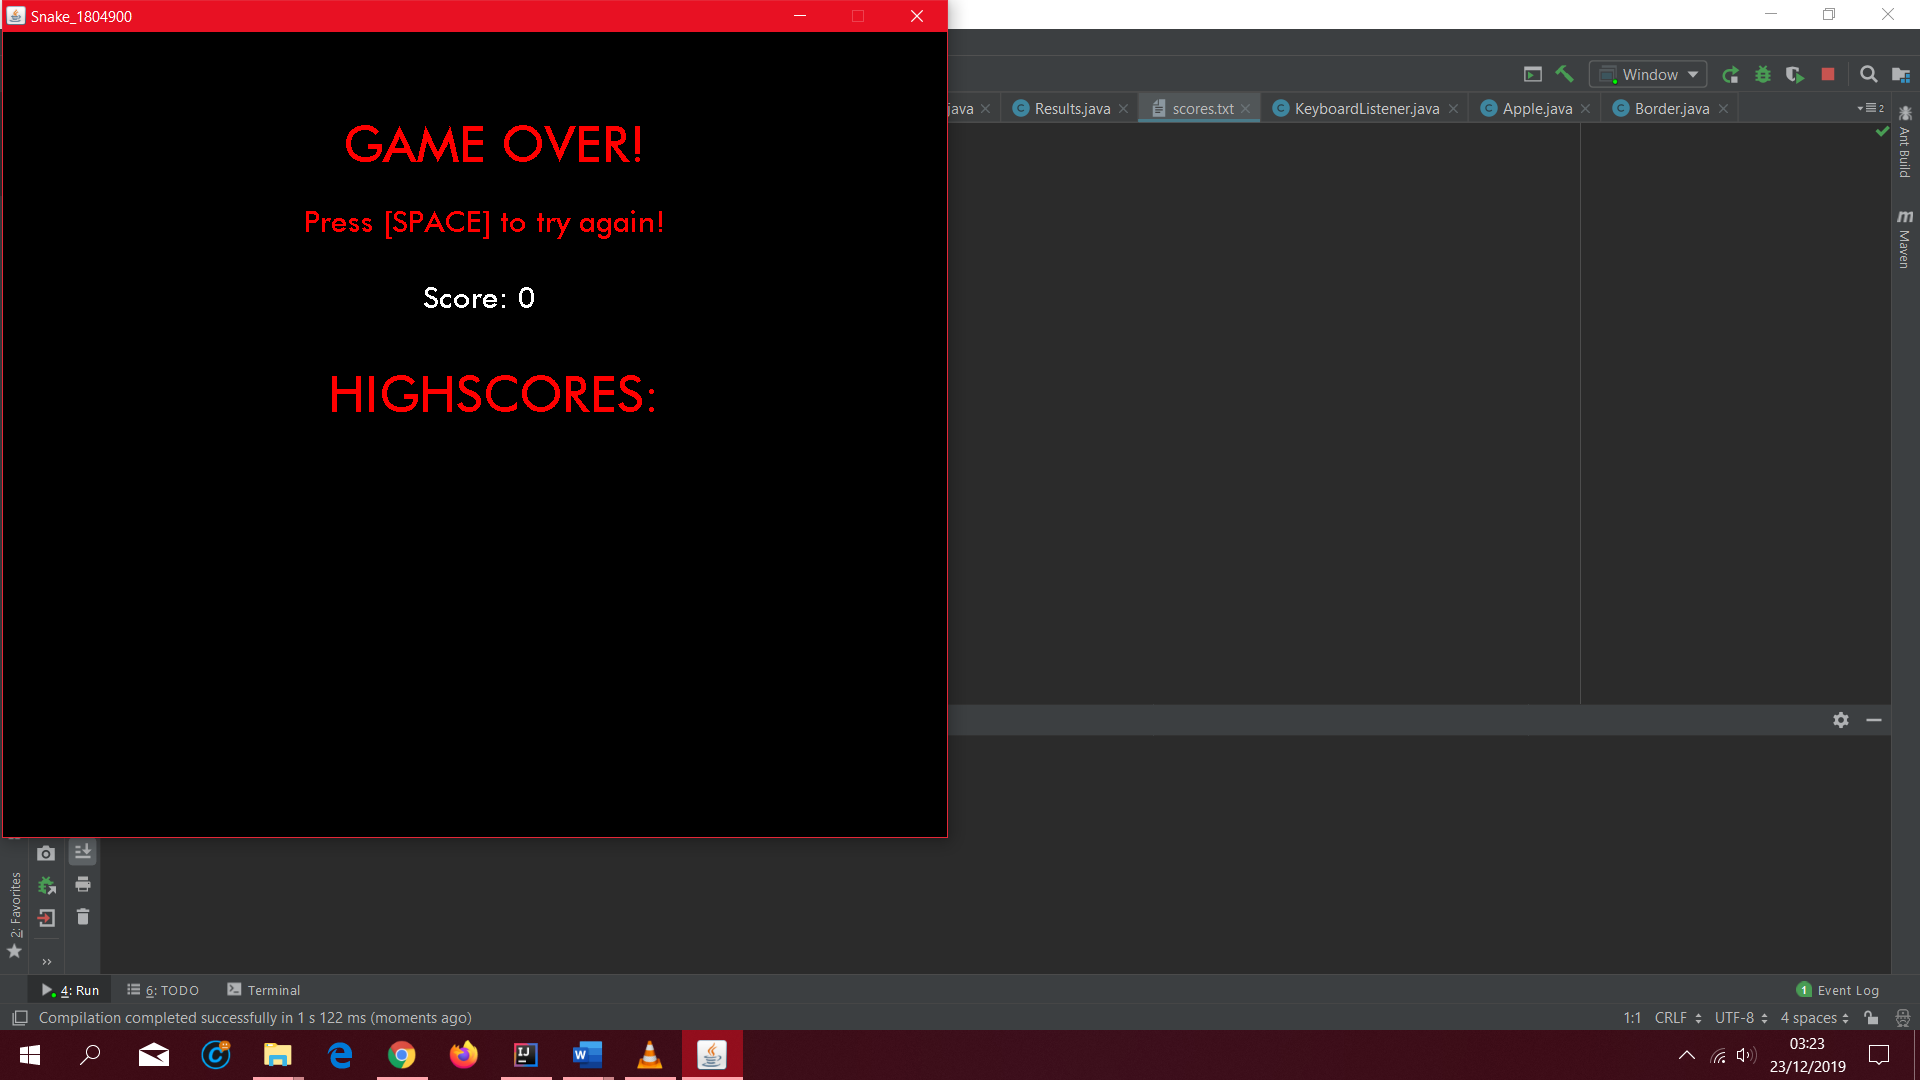 Snake_1804900
GAME OVER!
Press [SPACE] to try again!
Score: 0
HIGHSCORES:
Window
java
Results.java
scores.txt
KeyboardListener.java
Apple.java
Border.java
2
Ant Build
m
Maven
2: Favorites
4: Run
6: TODO
Terminal
1 Event Log
Compilation completed successfully in 1 s 122 ms (moments ago)
1:1 CRLF UTF-8 4 spaces
03:23
23/12/2019